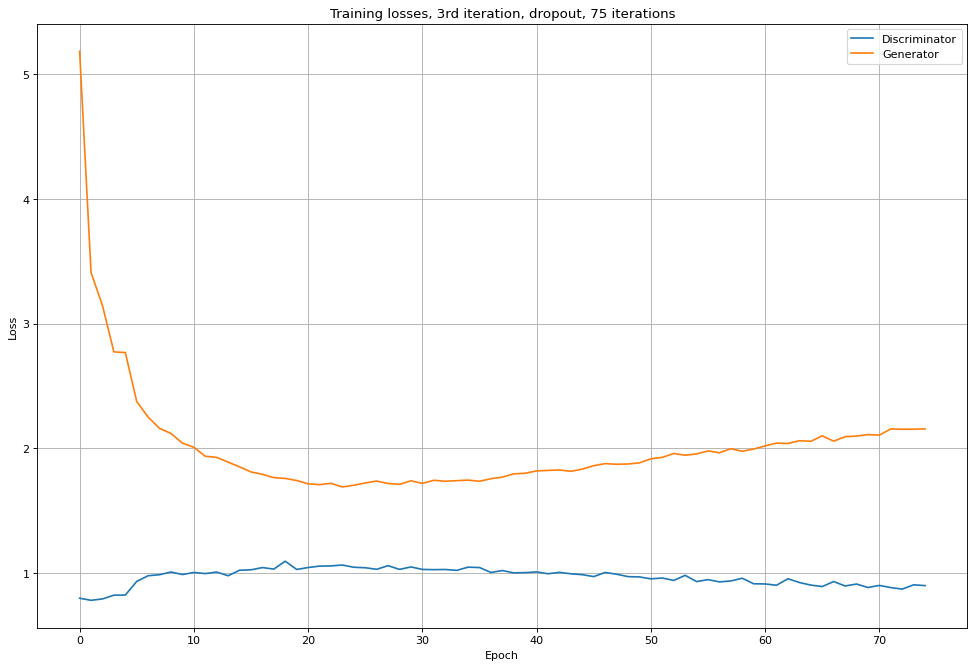 Training losses, 3rd iteration, dropout, 75 iterations
Discriminator
Generator
5
4
3
2
1
Loss
0 10 20 30 40 50 60 70
Epoch